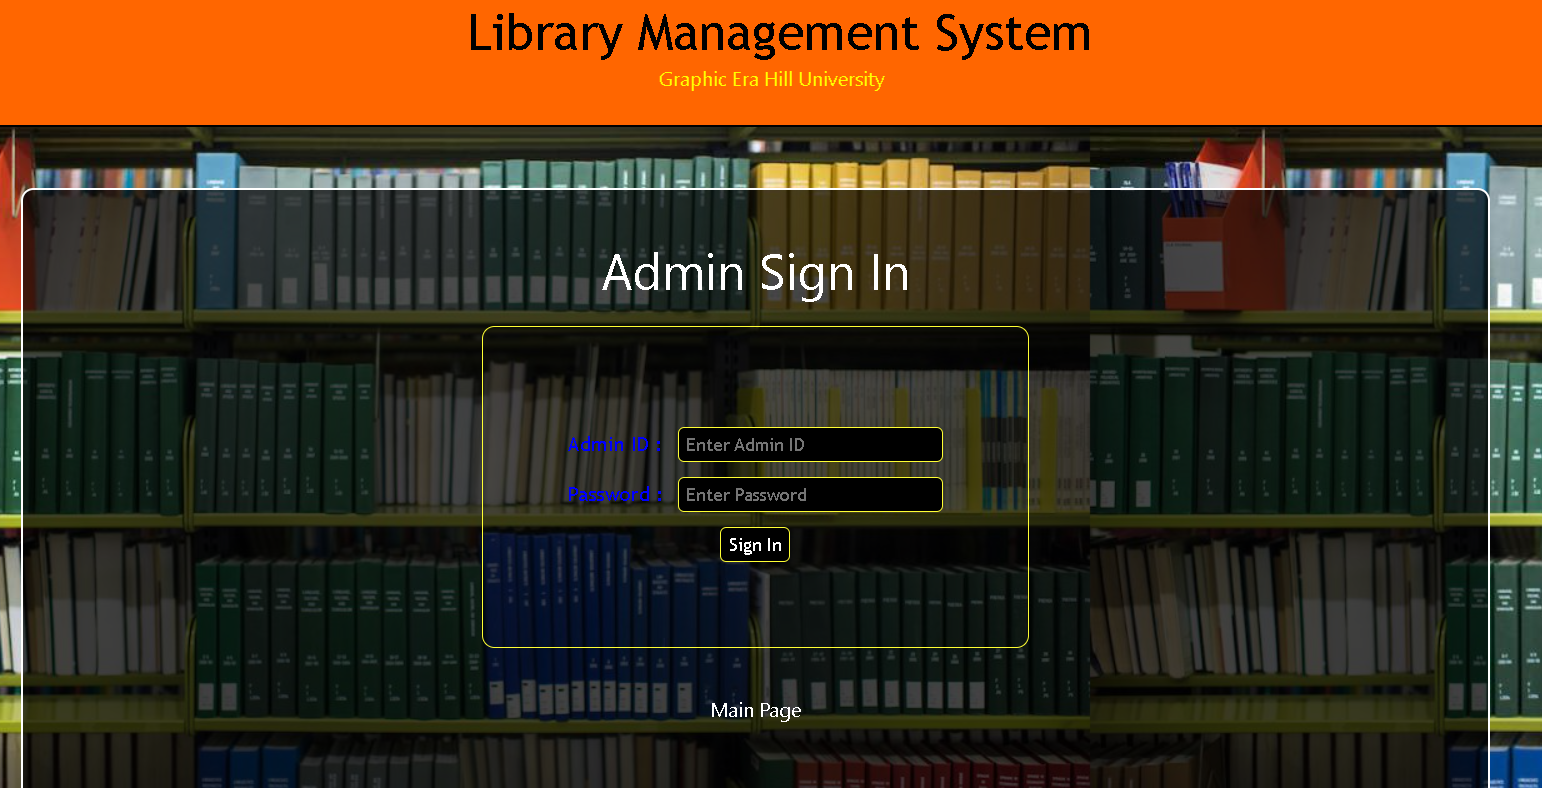 Library Management System
Graphic Era Hill University
Admin Sign In
Admin ID : Enter Admin ID
Password : Enter Password
Sign In
Main Page